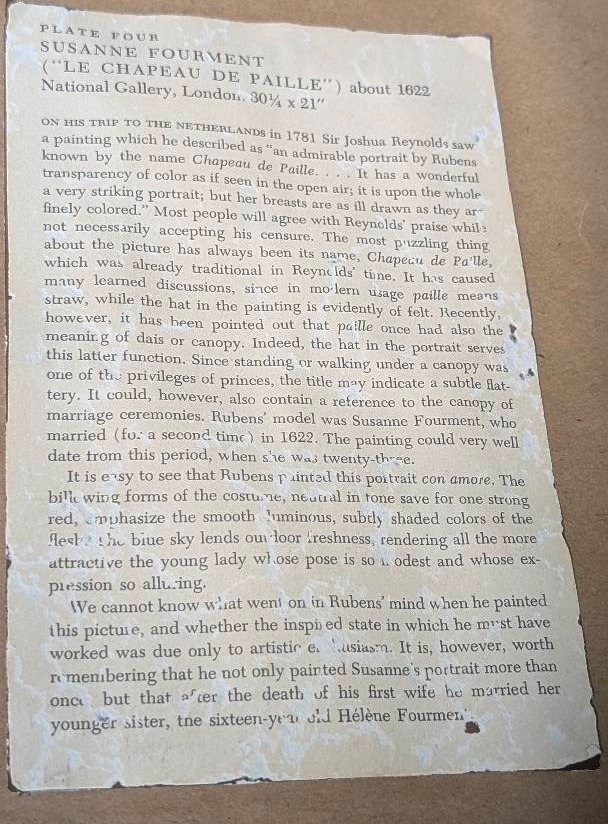 PLATE FOUR
SUSANNE FOURMENT
("LE CHAPEAU DE PAILLE") about 1622
National Gallery, London. 30¼ x 21"
ON HIS TRIP TO THE NETHERLANDS in 1781 Sir Joshua Reynolds saw
a painting which he described as "an admirable portrait by Rubens
known by the name Chapeau de Paille. . . . It has a wonderful
transparency of color as if seen in the open air; it is upon the whole
a very striking portrait; but her breasts are as ill drawn as they are
finely colored." Most people will agree with Reynolds' praise while
not necessarily accepting his censure. The most puzzling thing
about the picture has always been its name, Chapeau de Paille,
which was already traditional in Reynolds' time. It has caused
many learned discussions, since in modern usage paille means
straw, while the hat in the painting is evidently of felt. Recently,
however, it has been pointed out that paille once had also the
meaning of dais or canopy. Indeed, the hat in the portrait serves
this latter function. Since standing or walking under a canopy was
one of the privileges of princes, the title may indicate a subtle flat-
tery. It could, however, also contain a reference to the canopy of
marriage ceremonies. Rubens' model was Susanne Fourment, who
married (for a second time) in 1622. The painting could very well
date from this period, when she was twenty-three.
It is easy to see that Rubens painted this portrait con amore. The
billowing forms of the costume, neutral in tone save for one strong
red, emphasize the smooth luminous, subtly shaded colors of the
flesh. The blue sky lends outdoor freshness, rendering all the more
attractive the young lady whose pose is so modest and whose ex-
pression so alluring.
We cannot know what went on in Rubens' mind when he painted
this picture, and whether the inspired state in which he must have
worked was due only to artistic enthusiasm. It is, however, worth
remembering that he not only painted Susanne's portrait more than
once but that after the death of his first wife he married her
younger sister, the sixteen-year old Hélène Fourment.